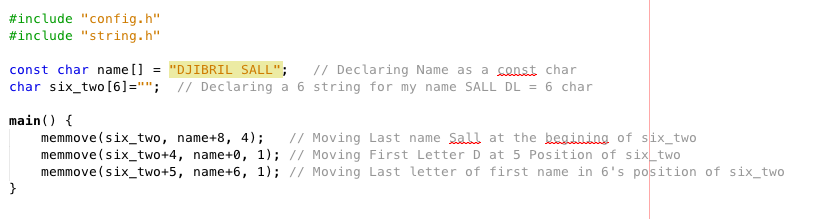 #include "config.h"
#include "string.h"
const char name[] = "DJIBRIL SALL";   // Declaring Name as a const char
char six_two[6]="";  // Declaring a 6 string for my name SALL DL = 6 char
main() {
    memmove(six_two, name+8, 4);   // Moving Last name Sall at the begining of six_two
    memmove(six_two+4, name+0, 1); // Moving First Letter D at 5 Position of six_two
    memmove(six_two+5, name+6, 1); // Moving Last letter of first name in 6's position of six_two
}